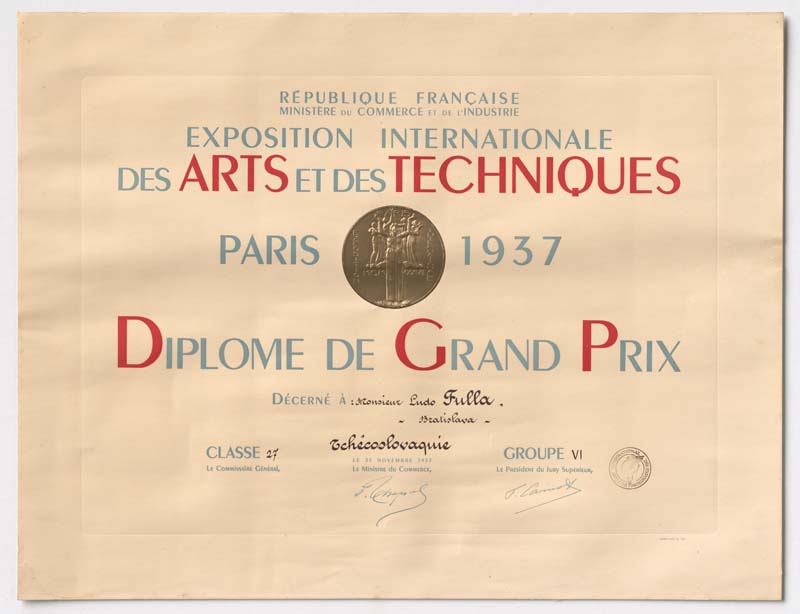 RÉPUBLIQUE FRANÇAISE
MINISTÈRE DU COMMERCE ET DE L'INDUSTRIE
EXPOSITION INTERNATIONALE
DES ARTS ET DES TECHNIQUES
PARIS 1937
DIPLOME DE GRAND PRIX
DÉCERNÉ À : Monsieur Ludo Fulla.
- Bratislava -
Tchécoslovaquie
CLASSE 27 GROUPE VI
LE 25 NOVEMBRE 1937
LE COMMISSAIRE GÉNÉRAL, LE MINISTRE DU COMMERCE, LE PRÉSIDENT DU JURY SUPÉRIEUR,